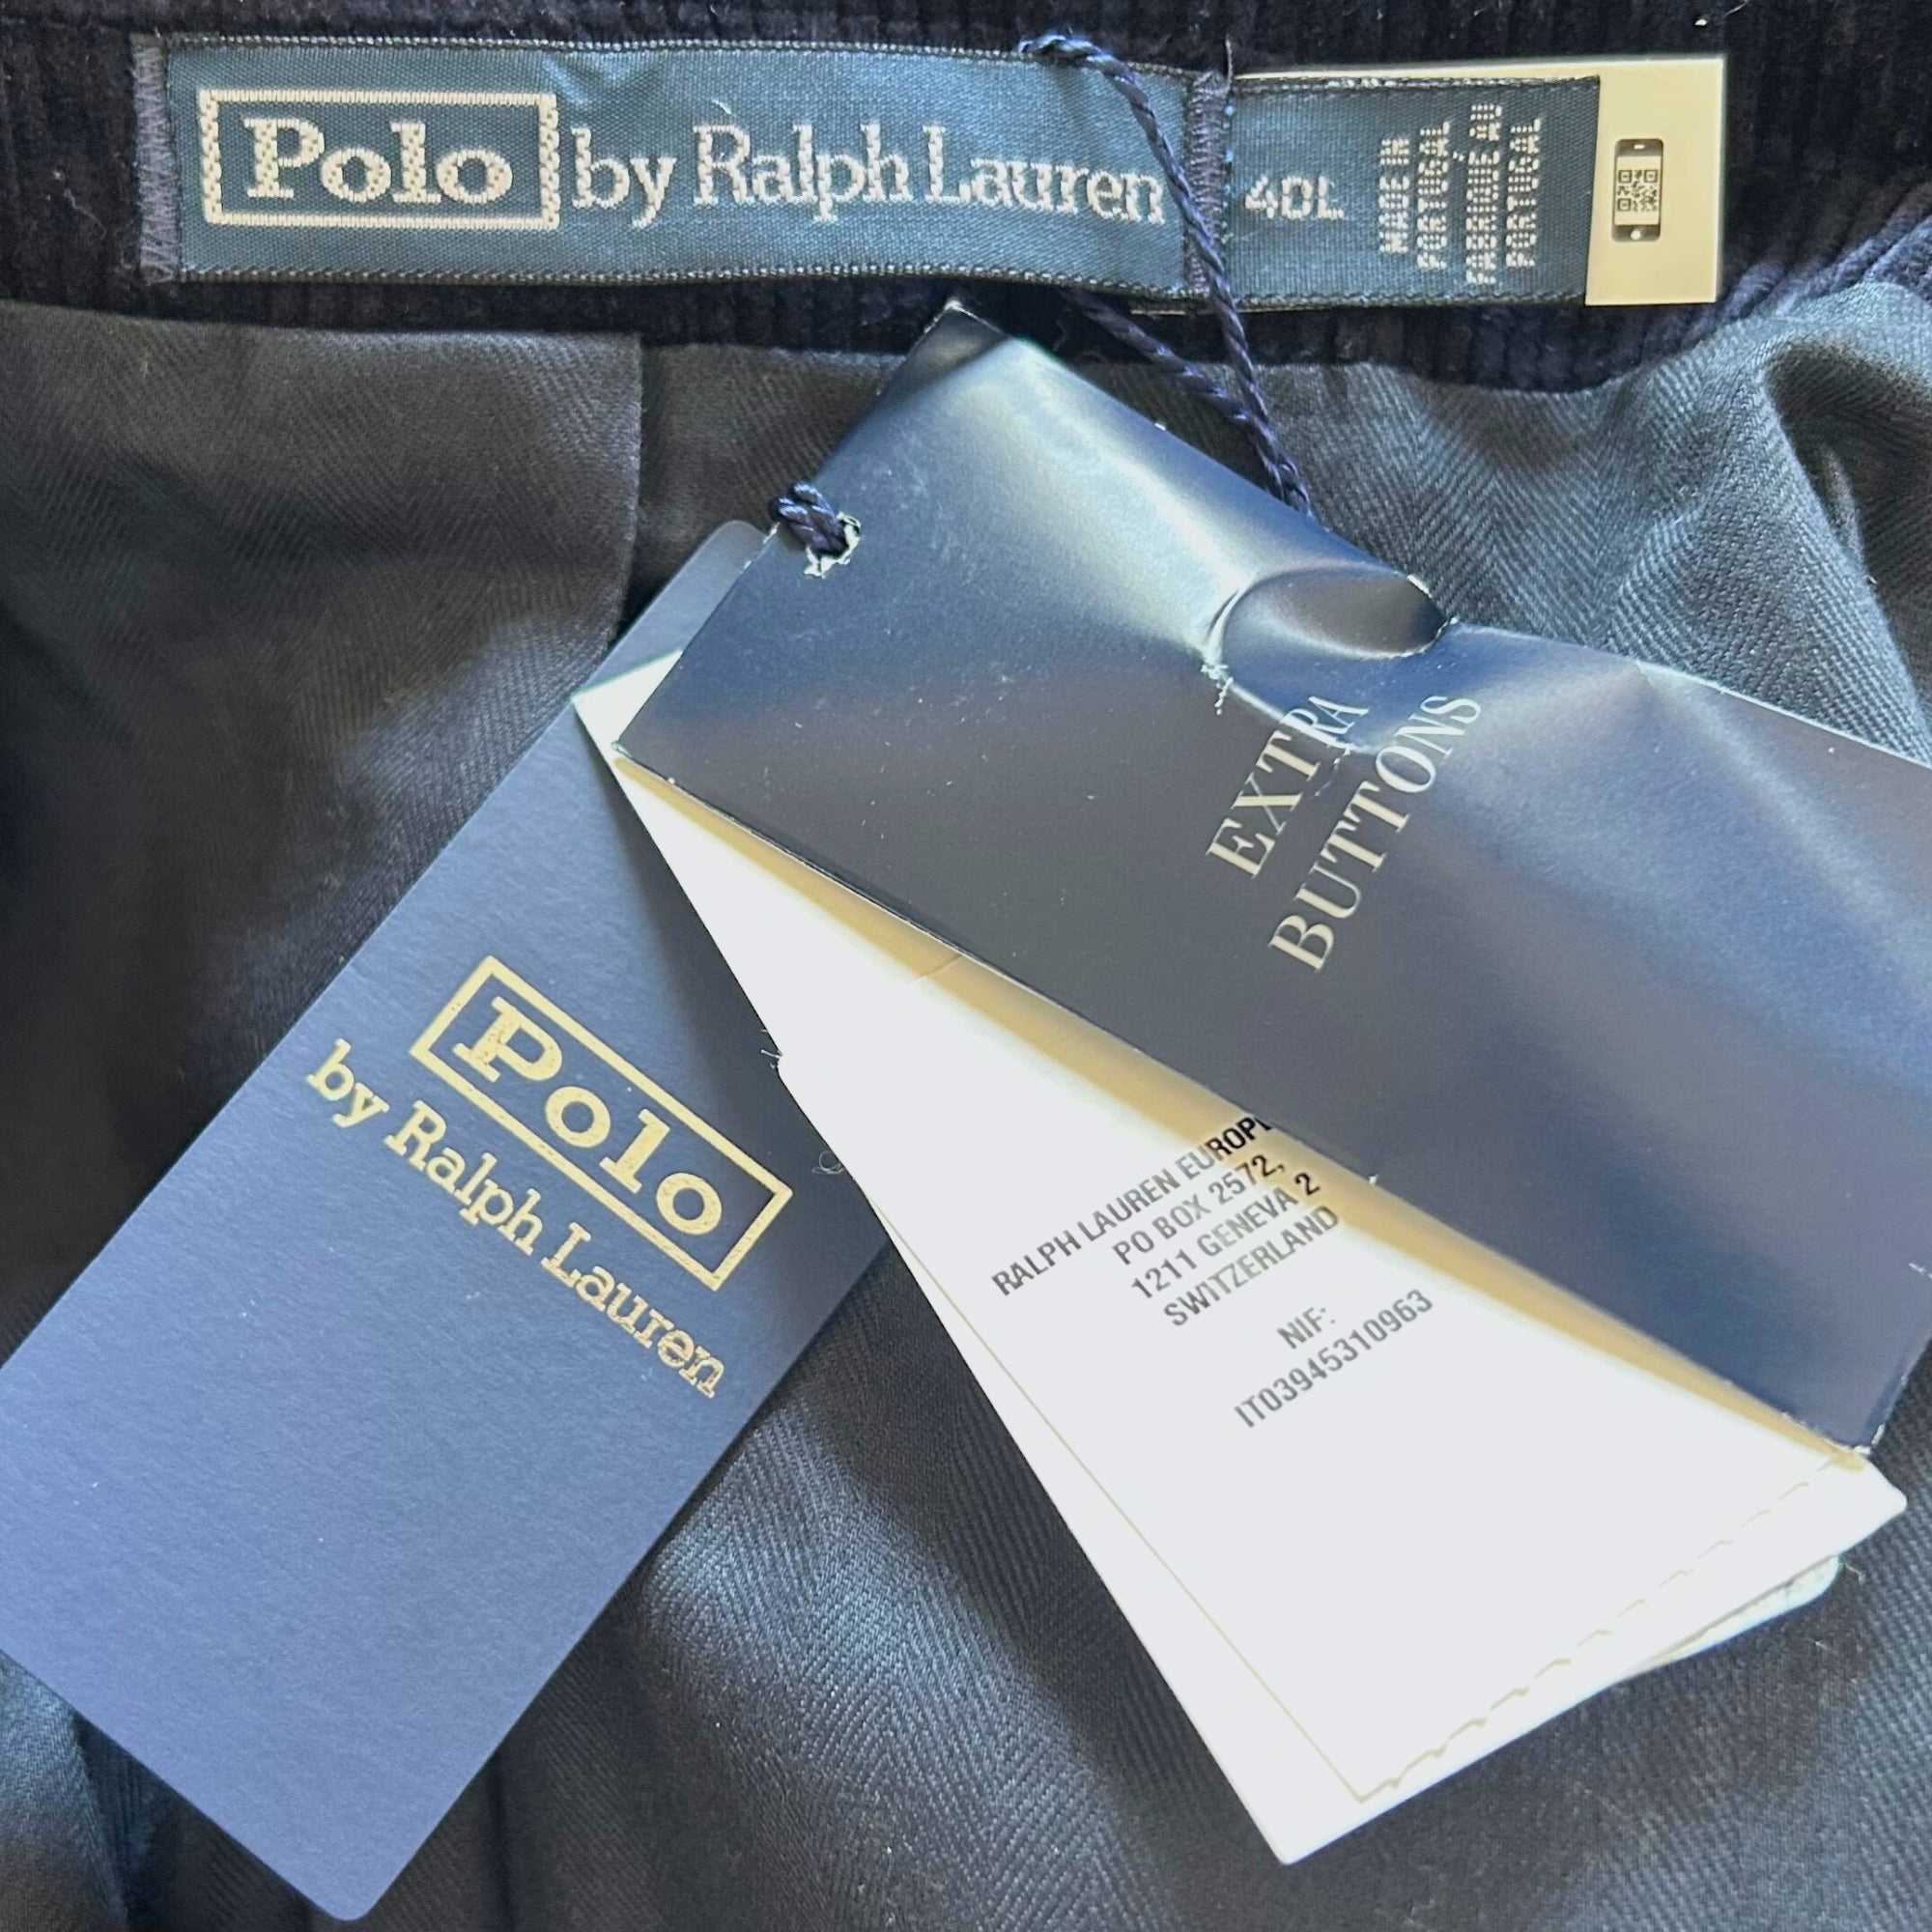 Polo by Ralph Lauren
40L
MADE IN
PORTUGAL
FABRIQUÉ AU
PORTUGAL
EXTRA
BUTTONS
Polo
by Ralph Lauren
RALPH LAUREN EUROPE
PO BOX 2572,
1211 GENEVA 2
SWITZERLAND
NIF:
IT03945310963